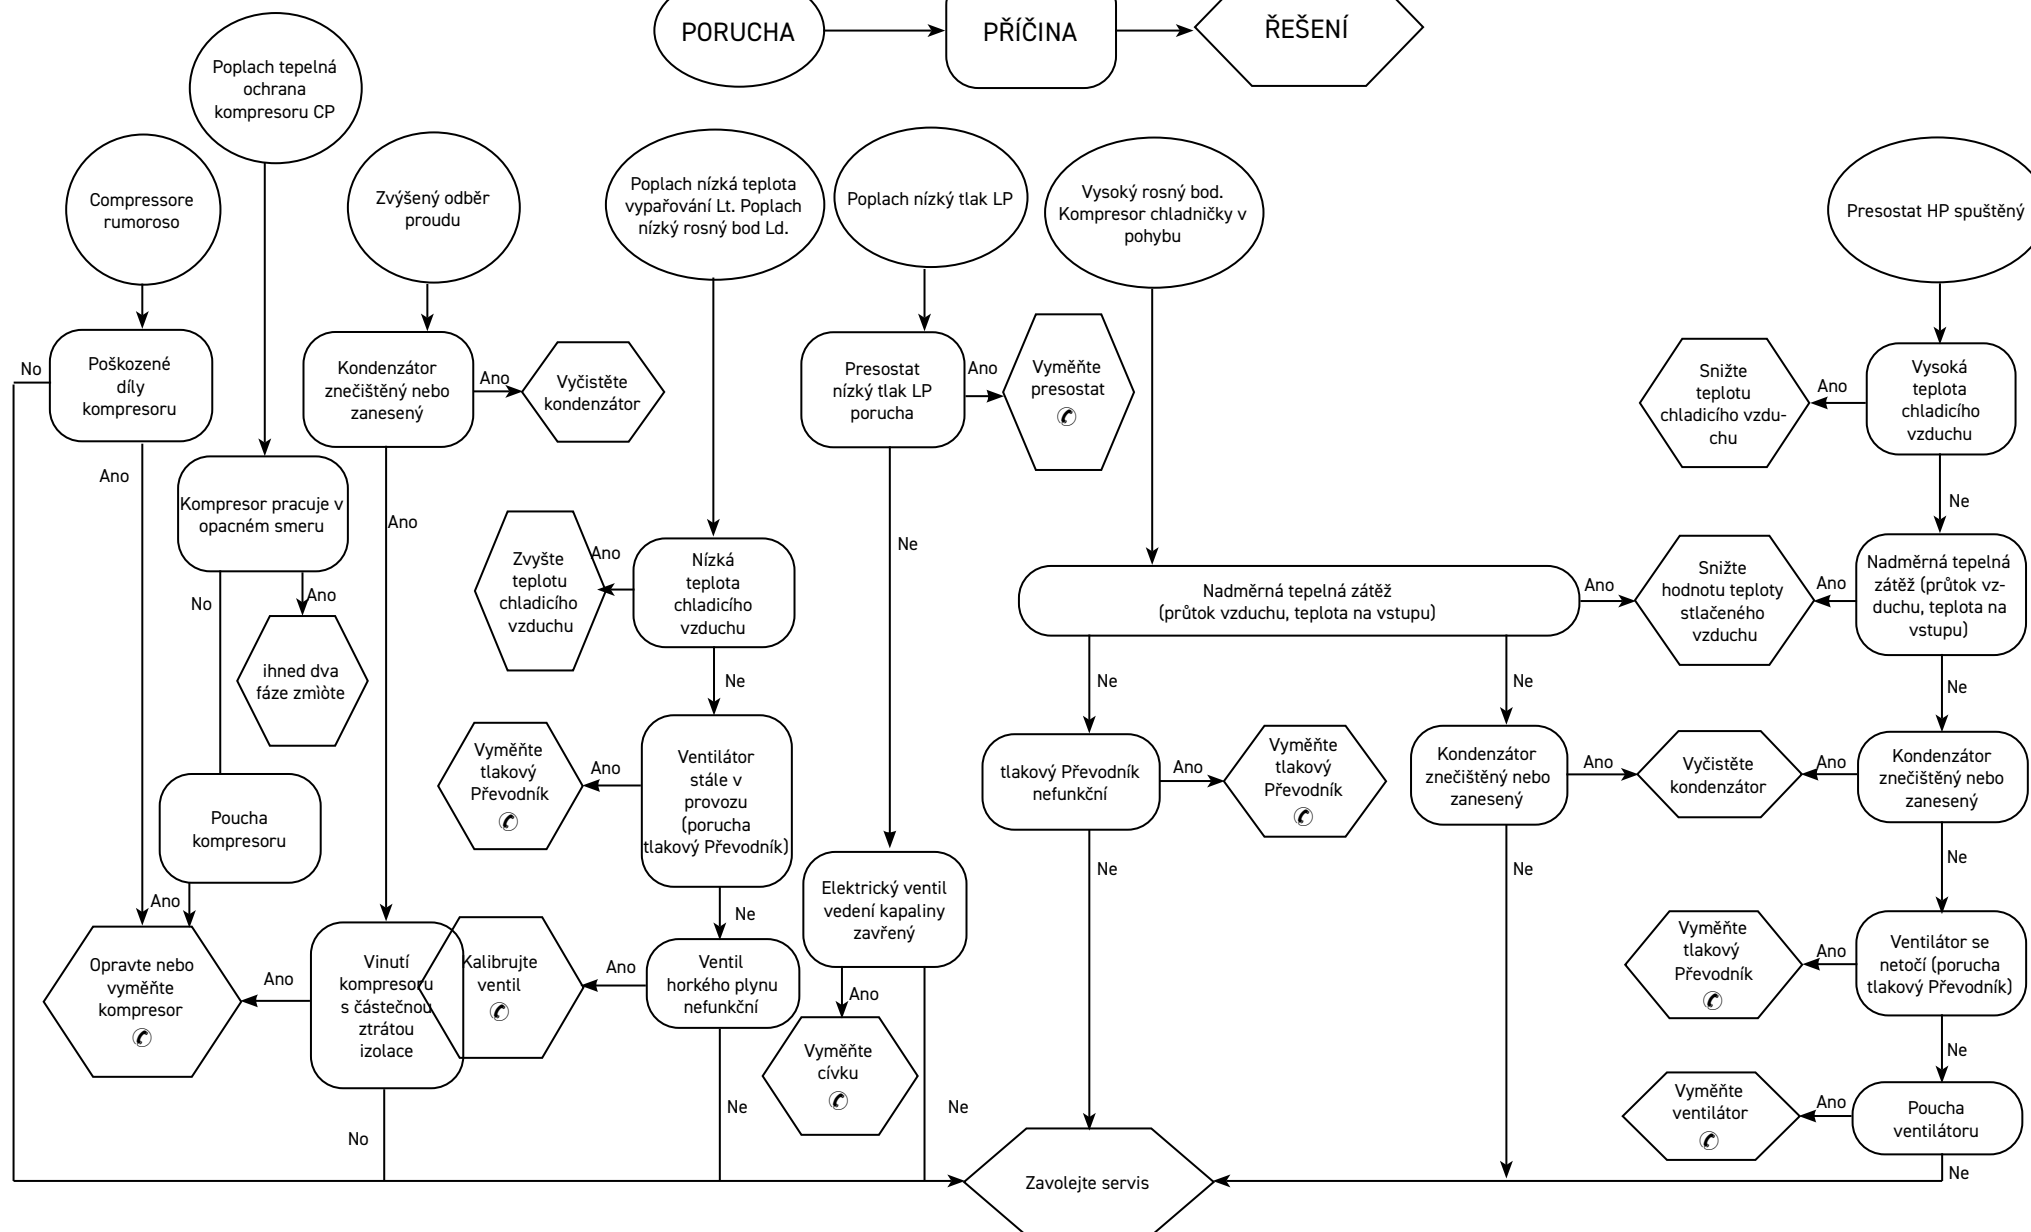 PORUCHA
PŘÍČINA
ŘEŠENÍ
Poplach tepelná
ochrana
kompresoru CP
Compressore
rumoroso
Zvýšený odběr
proudu
Poplach nízká teplota
vypařování Lt. Poplach
nízký rosný bod Ld.
Poplach nízký tlak LP
Vysoký rosný bod.
Kompresor chladničky v
pohybu
Presostat HP spuštěný
No
Poškozené
díly
kompresoru
Kondenzátor
znečištěný nebo
zanesený
Ano
Vyčistěte
kondenzátor
Presostat
nízký tlak LP
porucha
Ano
Vyměňte
presostat
✆
Snižte
teplotu
chladicího vzdu-
chu
Ano
Vysoká
teplota
chladicího
vzduchu
Ano
Kompresor pracuje v
opacném smeru
Ano
Ne
Ne
Zvyšte
teplotu
chladicího
vzduchu
Ano
Nízká
teplota
chladicího
vzduchu
Nadměrná tepelná zátěž
(průtok vzduchu, teplota na vstupu)
Ano
Snižte
hodnotu teploty
stlačeného
vzduchu
Ano
Nadměrná tepelná
zátěž (průtok vz-
duchu, teplota na
vstupu)
No
Ano
ihned dva
fáze zmìòte
Ne
Ne
Ne
Ne
Vyměňte
tlakový
Převodník
✆
Ano
Ventilátor
stále v
provozu
(porucha
tlakový Převodník)
tlakový Převodník
nefunkční
Ano
Vyměňte
tlakový
Převodník
✆
Kondenzátor
znečištěný nebo
zanesený
Ano
Vyčistěte
kondenzátor
Ano
Kondenzátor
znečištěný nebo
zanesený
Poucha
kompresoru
Ne
Ne
Ne
Ano
Ne
Elektrický ventil
vedení kapaliny
zavřený
Opravte nebo
vyměňte
kompresor
✆
Ano
Vinutí
kompresoru
s částečnou
ztrátou
izolace
Kalibrujte
ventil
✆
Ano
Ventil
horkého plynu
nefunkční
Vyměňte
tlakový
Převodník
✆
Ano
Ventilátor se
netočí (porucha
tlakový Převodník)
Ano
Ne
Vyměňte
cívku
✆
Ne
Ne
Vyměňte
ventilátor
✆
Ano
Poucha
ventilátoru
No
Zavolejte servis
Ne